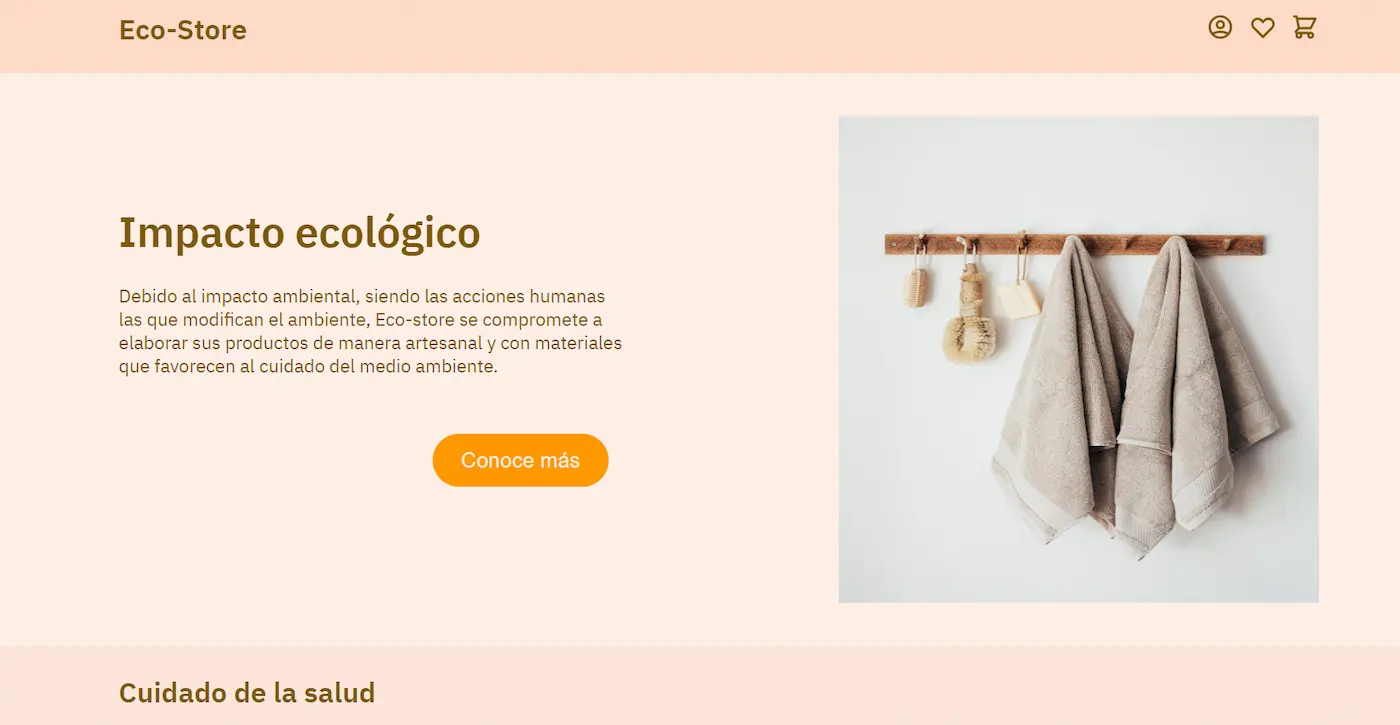 Eco-Store
Impacto ecológico
Debido al impacto ambiental, siendo las acciones humanas
las que modifican el ambiente, Eco-store se compromete a
elaborar sus productos de manera artesanal y con materiales
que favorecen al cuidado del medio ambiente.
Conoce más
Cuidado de la salud